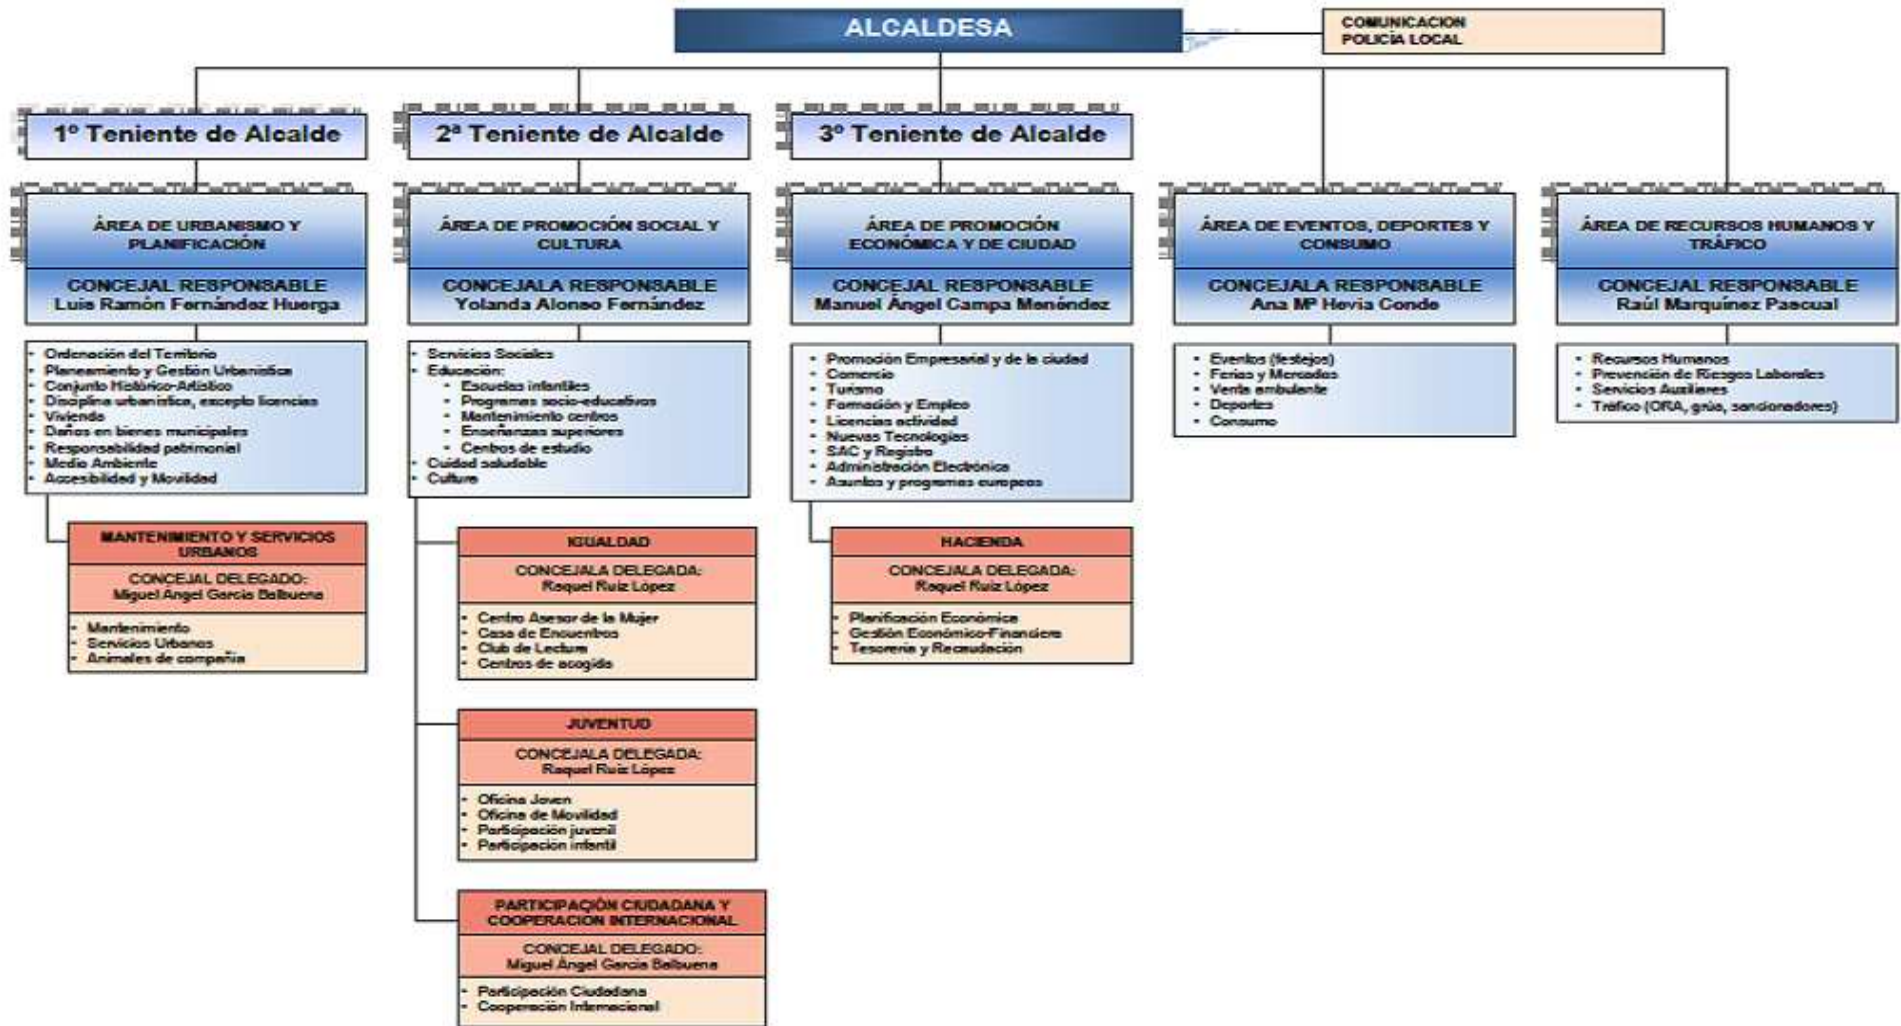 ALCALDESA
COMUNICACION
POLICÍA LOCAL
1º Teniente de Alcalde
2ª Teniente de Alcalde
3º Teniente de Alcalde
ÁREA DE URBANISMO Y
PLANIFICACIÓN
CONCEJAL RESPONSABLE
Luis Ramón Fernández Huerga
• Ordenación del Territorio
• Planeamiento y Gestión Urbanística
• Conjunto Histórico-Artístico
• Disciplina urbanística, excepto licencias
• Vivienda
• Daños en bienes municipales
• Responsabilidad patrimonial
• Medio Ambiente
• Accesibilidad y Movilidad
MANTENIMIENTO Y SERVICIOS
URBANOS
CONCEJAL DELEGADO:
Miguel Ángel García Balbuena
• Mantenimiento
• Servicios Urbanos
• Animales de compañía
ÁREA DE PROMOCIÓN SOCIAL Y
CULTURA
CONCEJALA RESPONSABLE
Yolanda Alonso Fernández
• Servicios Sociales
• Educación:
• Escuelas infantiles
• Programas socio-educativos
• Mantenimiento centros
• Enseñanzas superiores
• Centros de estudio
• Cuidad saludable
• Cultura
IGUALDAD
CONCEJALA DELEGADA:
Raquel Ruiz López
• Centro Asesor de la Mujer
• Casa de Encuentros
• Club de Lectura
• Centros de acogida
JUVENTUD
CONCEJALA DELEGADA:
Raquel Ruiz López
• Oficina Joven
• Oficina de Movilidad
• Participación juvenil
• Participación infantil
PARTICIPACIÓN CIUDADANA Y
COOPERACIÓN INTERNACIONAL
CONCEJAL DELEGADO:
Miguel Ángel García Balbuena
• Participación Ciudadana
• Cooperación Internacional
ÁREA DE PROMOCIÓN
ECONÓMICA Y DE CIUDAD
CONCEJAL RESPONSABLE
Manuel Ángel Campa Menéndez
• Promoción Empresarial y de la ciudad
• Comercio
• Turismo
• Formación y Empleo
• Licencias actividad
• Nuevas Tecnologías
• SAC y Registro
• Administración Electrónica
• Asuntos y programas europeos
HACIENDA
CONCEJALA DELEGADA:
Raquel Ruiz López
• Planificación Económica
• Gestión Económico-Financiera
• Tesorería y Recaudación
ÁREA DE EVENTOS, DEPORTES Y
CONSUMO
CONCEJALA RESPONSABLE
Ana Mª Hevia Conde
• Eventos (festejos)
• Ferias y Mercados
• Venta ambulante
• Deportes
• Consumo
ÁREA DE RECURSOS HUMANOS Y
TRÁFICO
CONCEJAL RESPONSABLE
Raúl Marquínez Pascual
• Recursos Humanos
• Prevención de Riesgos Laborales
• Servicios Auxiliares
• Tráfico (ORA, grúa, sancionadores)